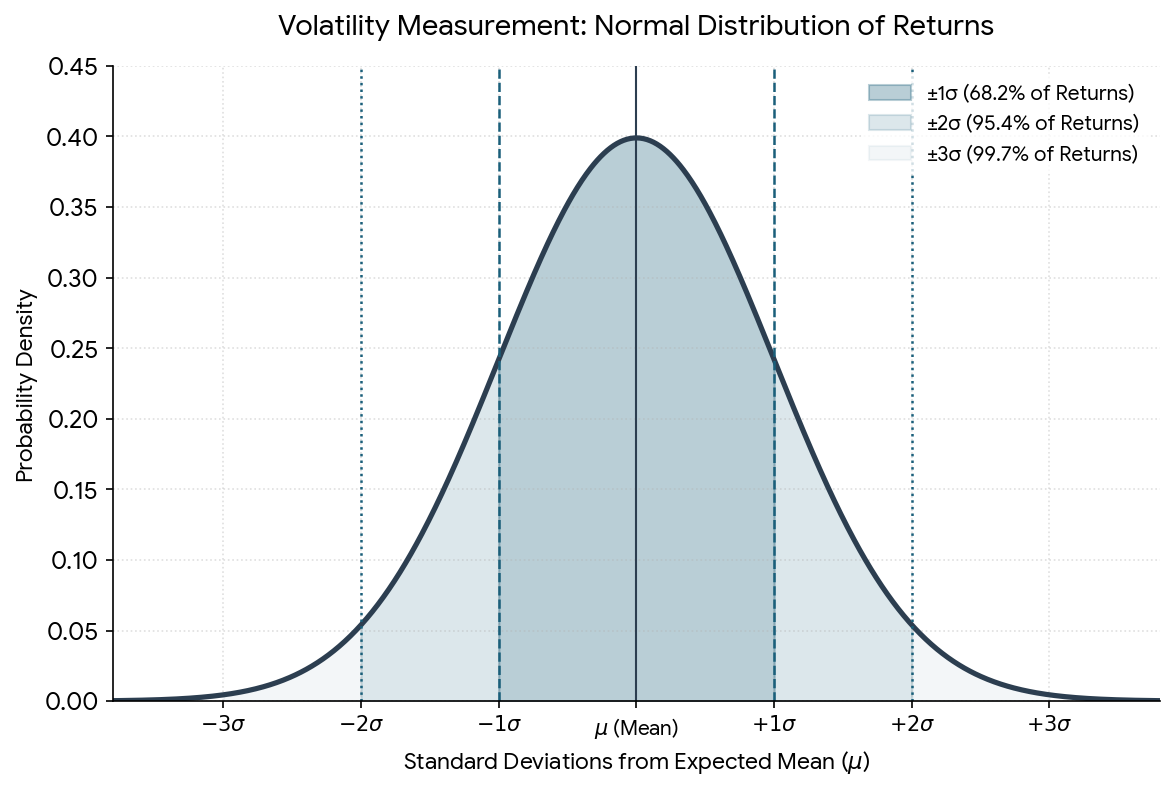 Volatility Measurement: Normal Distribution of Returns
±1σ (68.2% of Returns)
±2σ (95.4% of Returns)
±3σ (99.7% of Returns)
Probability Density
0.45
0.40
0.35
0.30
0.25
0.20
0.15
0.10
0.05
0.00
−3σ −2σ −1σ μ (Mean) +1σ +2σ +3σ
Standard Deviations from Expected Mean (μ)